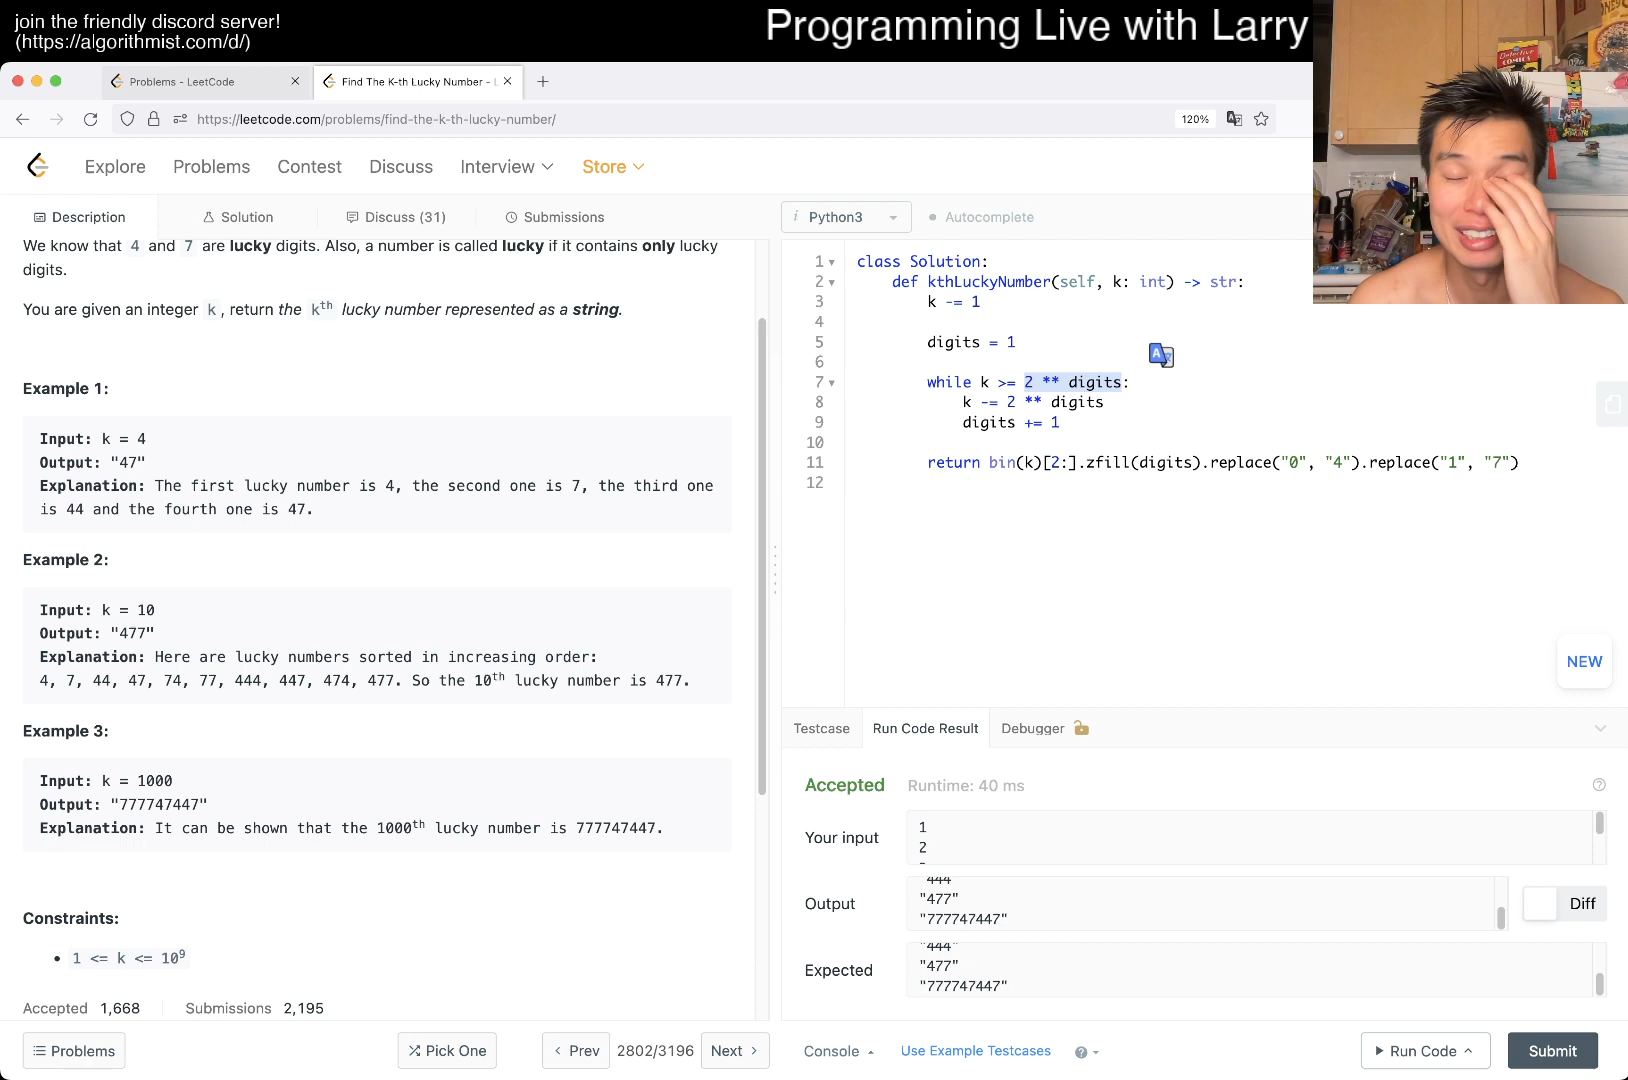 join the friendly discord server!
(https://algorithmist.com/d/)
Programming Live with Larry
Problems - LeetCode
Find The K-th Lucky Number - L
https://leetcode.com/problems/find-the-k-th-lucky-number/
120%
Explore
Problems
Contest
Discuss
Interview
Store
Description
Solution
Discuss (31)
Submissions
We know that 4 and 7 are lucky digits. Also, a number is called lucky if it contains only lucky
digits.
You are given an integer k, return the kth lucky number represented as a string.
Example 1:
Input: k = 4
Output: "47"
Explanation: The first lucky number is 4, the second one is 7, the third one
is 44 and the fourth one is 47.
Example 2:
Input: k = 10
Output: "477"
Explanation: Here are lucky numbers sorted in increasing order:
4, 7, 44, 47, 74, 77, 444, 447, 474, 477. So the 10th lucky number is 477.
Example 3:
Input: k = 1000
Output: "777747447"
Explanation: It can be shown that the 1000th lucky number is 777747447.
Constraints:
• 1 <= k <= 10^9
Accepted 1,668
Submissions 2,195
Problems
Pick One
Prev
2802/3196
Next
i Python3
Autocomplete
1 class Solution:
2     def kthLuckyNumber(self, k: int) -> str:
3         k -= 1
4
5         digits = 1
6
7         while k >= 2 ** digits:
8             k -= 2 ** digits
9             digits += 1
10
11         return bin(k)[2:].zfill(digits).replace("0", "4").replace("1", "7")
12
NEW
Testcase
Run Code Result
Debugger
Accepted
Runtime: 40 ms
Your input
1
2
Output
"444"
"477"
"777747447"
Diff
Expected
"444"
"477"
"777747447"
Console
Use Example Testcases
Run Code
Submit